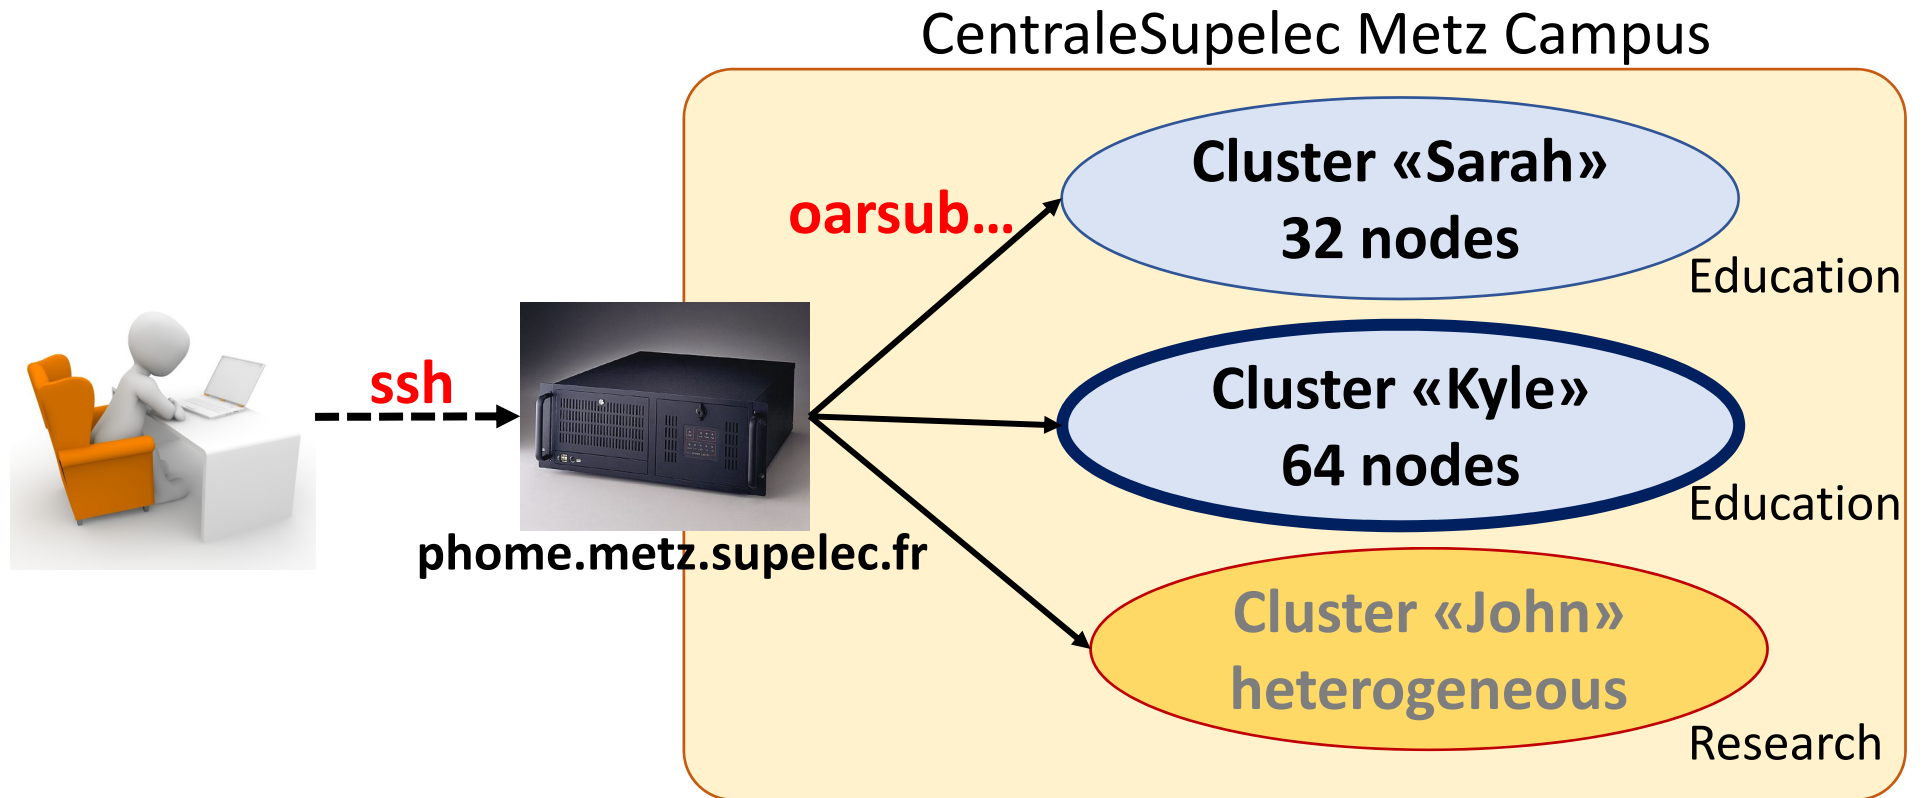 CentraleSupelec Metz Campus
Cluster «Sarah»
32 nodes
Education
oarsub...
ssh
phome.metz.supelec.fr
Cluster «Kyle»
64 nodes
Education
Cluster «John»
heterogeneous
Research